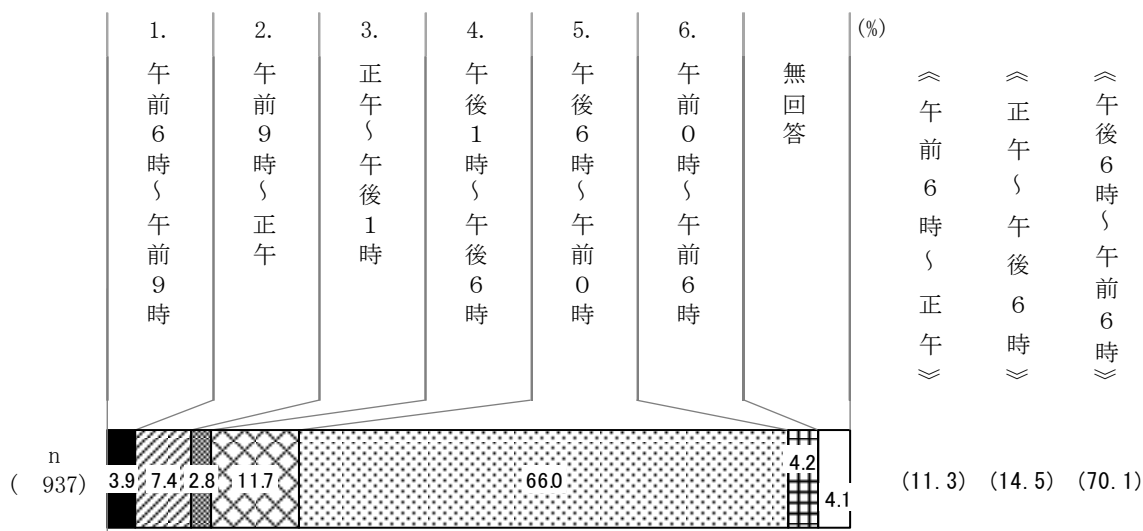 1.
午前６時～午前９時
2.
午前９時～正午
3.
正午～午後１時
4.
午後１時～午後６時
5.
午後６時～午前０時
6.
午前０時～午前６時
無回答
(%)
《午前６時～正午》
《正午～午後６時》
《午後６時～午前６時》
n
( 937)
3.9
7.4
2.8
11.7
66.0
4.2
4.1
(11.3)
(14.5)
(70.1)